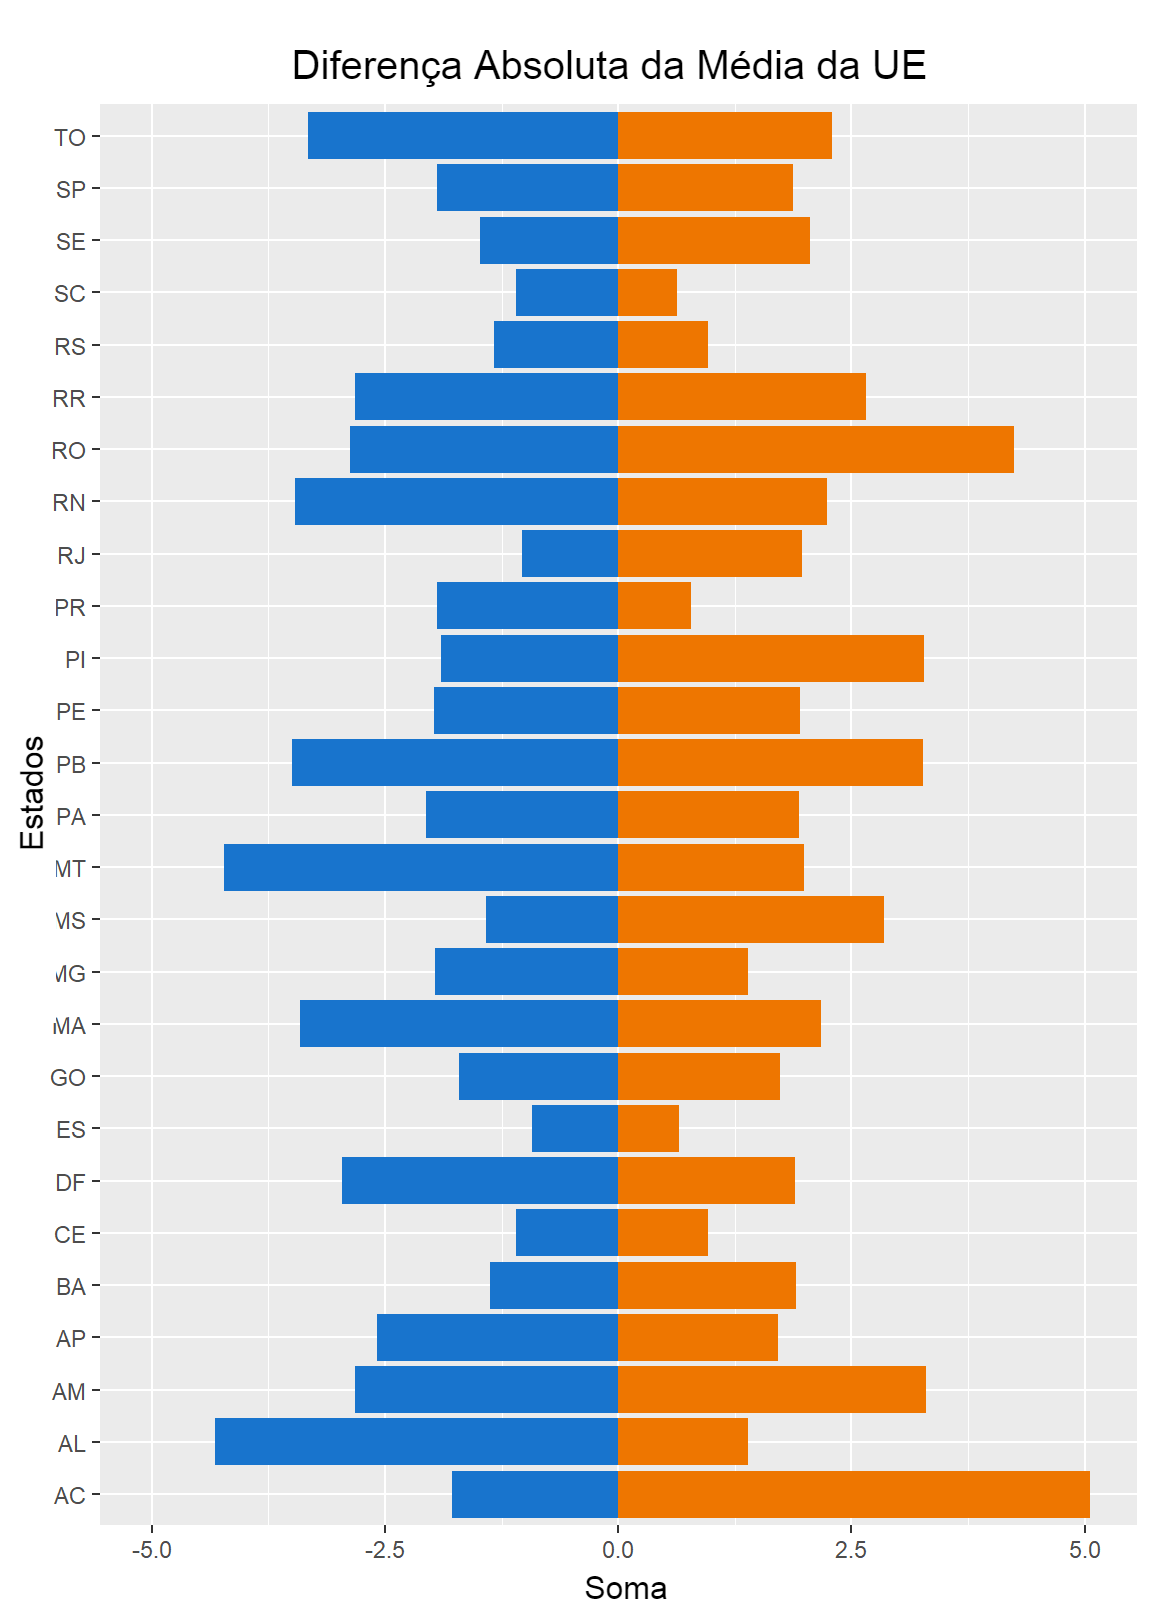 Diferença Absoluta da Média da UE
TO
SP
SE
SC
RS
RR
RO
RN
RJ
PR
PI
PE
PB
PA
MT
MS
MG
MA
GO
ES
DF
CE
BA
AP
AM
AL
AC
Estados
-5.0 -2.5 0.0 2.5 5.0
Soma